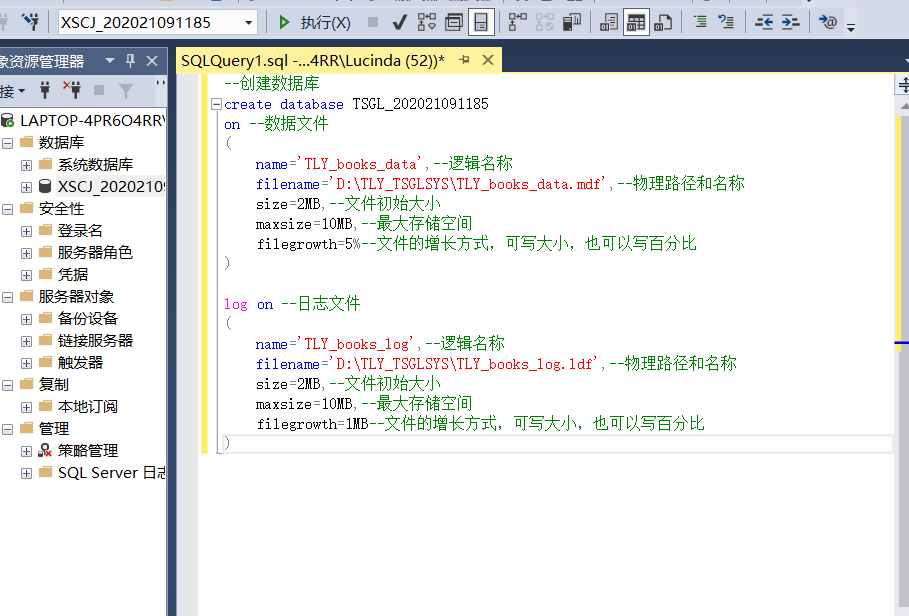 XSC_202021091185
执行(X)
象资源管理器
SQLQuery1.sql -...4RR\Lucinda (52))*
接
LAPTOP-4PR6O4RR\
数据库
系统数据库
XSCJ_2020210
安全性
登录名
服务器角色
凭据
服务器对象
备份设备
链接服务器
触发器
复制
本地订阅
管理
策略管理
SQL Server 日志
--创建数据库
create database TSGL_202021091185
on --数据文件
(
name='TLY_books_data',--逻辑名称
filename='D:\TLY_TSGLSYS\TLY_books_data.mdf',--物理路径和名称
size=2MB,--文件初始大小
maxsize=10MB,--最大存储空间
filegrowth=5%--文件的增长方式，可写大小，也可以写百分比
)
log on --日志文件
(
name='TLY_books_log',--逻辑名称
filename='D:\TLY_TSGLSYS\TLY_books_log.ldf',--物理路径和名称
size=2MB,--文件初始大小
maxsize=10MB,--最大存储空间
filegrowth=1MB--文件的增长方式，可写大小，也可以写百分比
)